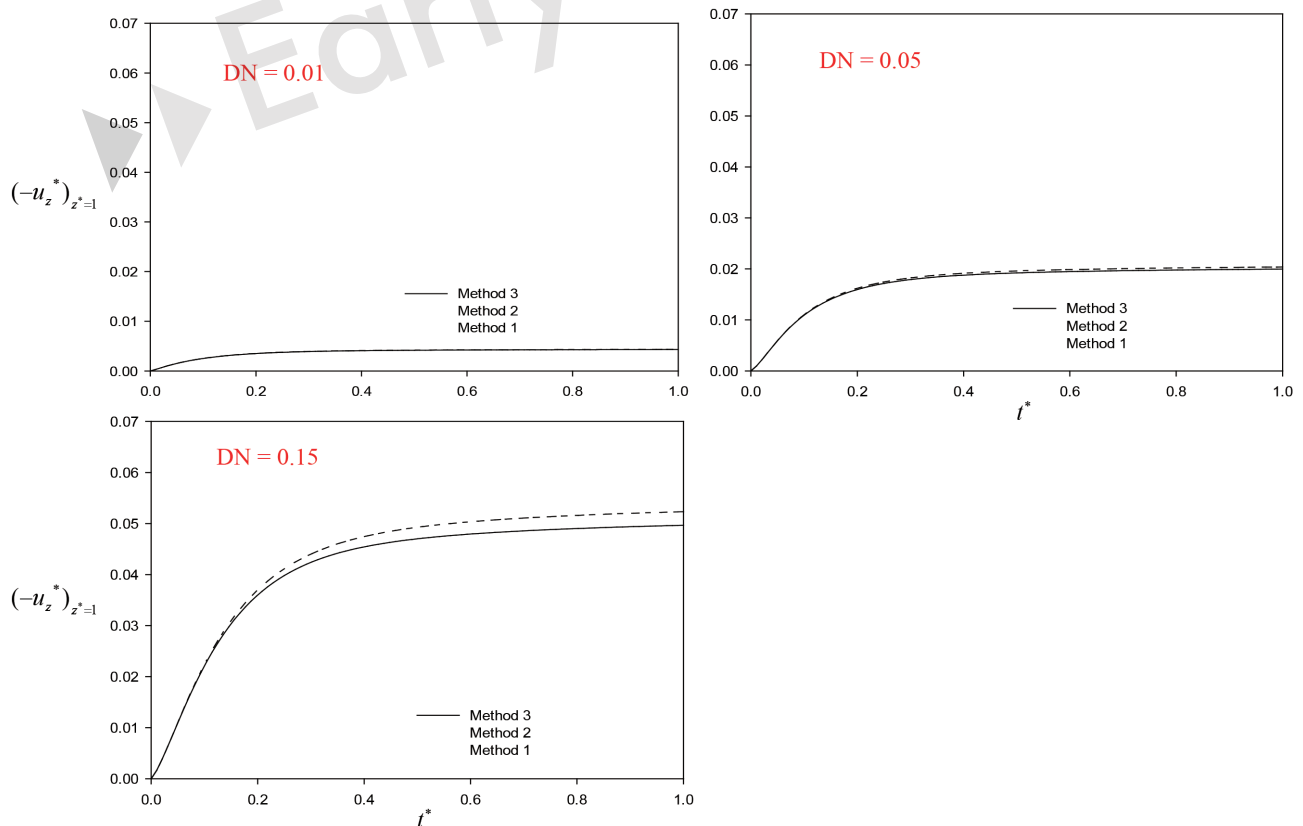 Early
DN = 0.01
0.07
0.06
0.05
0.04
0.03
0.02
0.01
0.00
(−u_z^*)_{z^*=1}
Method 3
Method 2
Method 1
0.0 0.2 0.4 0.6 0.8 1.0
DN = 0.05
0.07
0.06
0.05
0.04
0.03
0.02
0.01
0.00
Method 3
Method 2
Method 1
0.0 0.2 0.4 0.6 0.8 1.0
t^*
DN = 0.15
0.07
0.06
0.05
0.04
0.03
0.02
0.01
0.00
(−u_z^*)_{z^*=1}
Method 3
Method 2
Method 1
0.0 0.2 0.4 0.6 0.8 1.0
t^*